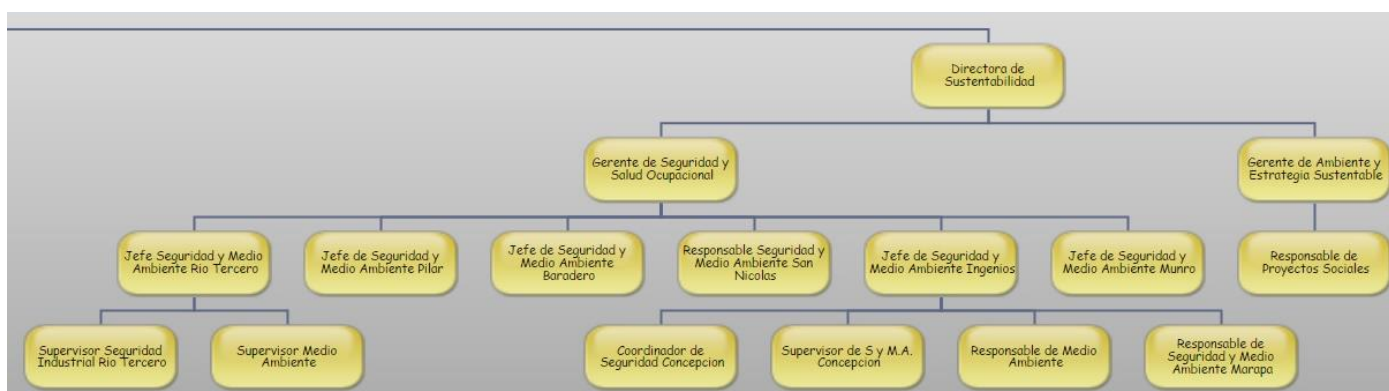 Directora de
Sustentabilidad
Gerente de Seguridad y
Salud Ocupacional
Gerente de Ambiente y
Estrategia Sustentable
Jefe Seguridad y Medio
Ambiente Rio Tercero
Jefe de Seguridad y
Medio Ambiente Pilar
Jefe de Seguridad y
Medio Ambiente
Baradero
Responsable Seguridad y
Medio Ambiente San
Nicolas
Jefe de Seguridad y
Medio Ambiente Ingenios
Jefe de Seguridad y
Medio Ambiente Munro
Responsable de
Proyectos Sociales
Supervisor Seguridad
Industrial Rio Tercero
Supervisor Medio
Ambiente
Coordinador de
Seguridad Concepcion
Supervisor de S y M.A.
Concepcion
Responsable de Medio
Ambiente
Responsable de
Seguridad y Medio
Ambiente Marapa